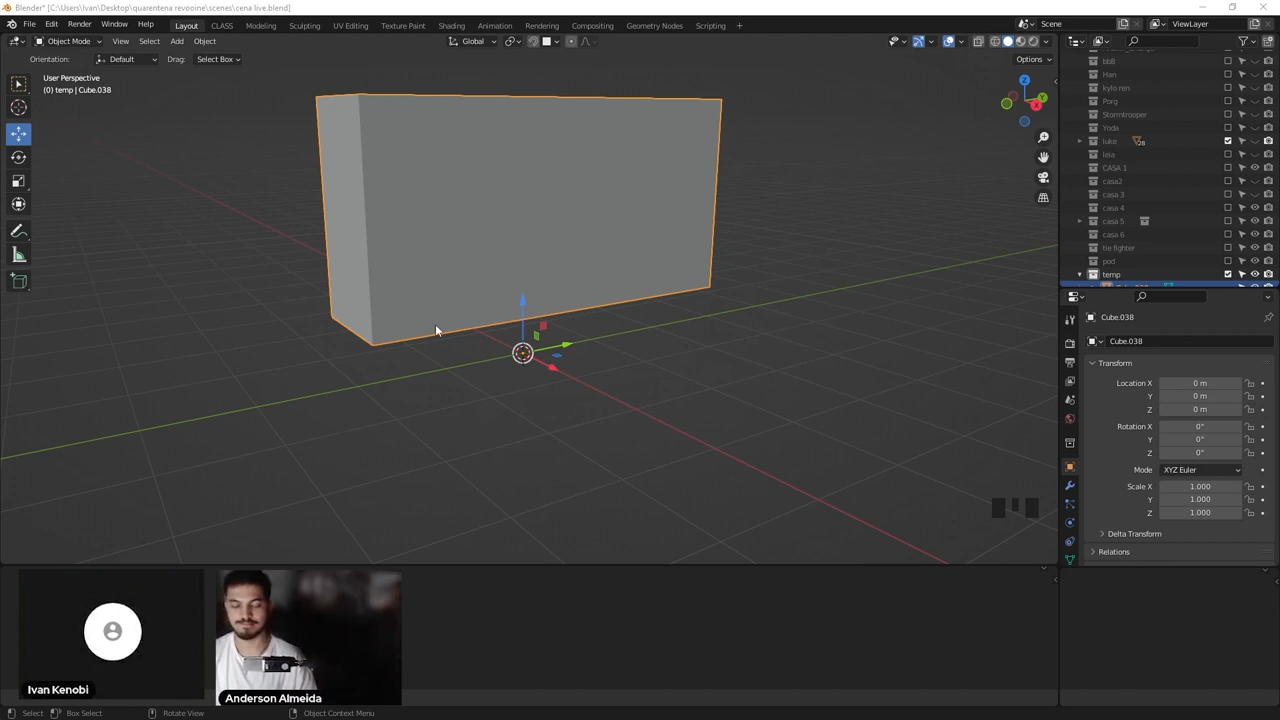 Blender* [C:\Users\Ivan\Desktop\quarentena revooine\scenes\cena live.blend]
File Edit Render Window Help Layout CLASS Modeling Sculpting UV Editing Texture Paint Shading Animation Rendering Compositing Geometry Nodes Scripting + Scene ViewLayer
Object Mode View Select Add Object Global
Orientation: Default Drag: Select Box Options
User Perspective
(0) temp | Cube.038
Z
Y
X
bb8
Han
kylo ren
Porg
Stormtrooper
Yoda
luke 28
leia
CASA 1
casa2
casa 3
casa 4
casa 5
casa 6
tie fighter
pod
temp
Cube.038
Cube.038
Transform
Location X 0 m
Y 0 m
Z 0 m
Rotation X 0°
Y 0°
Z 0°
Mode XYZ Euler
Scale X 1.000
Y 1.000
Z 1.000
Delta Transform
Relations
Ivan Kenobi
Anderson Almeida
Select Box Select Rotate View Object Context Menu